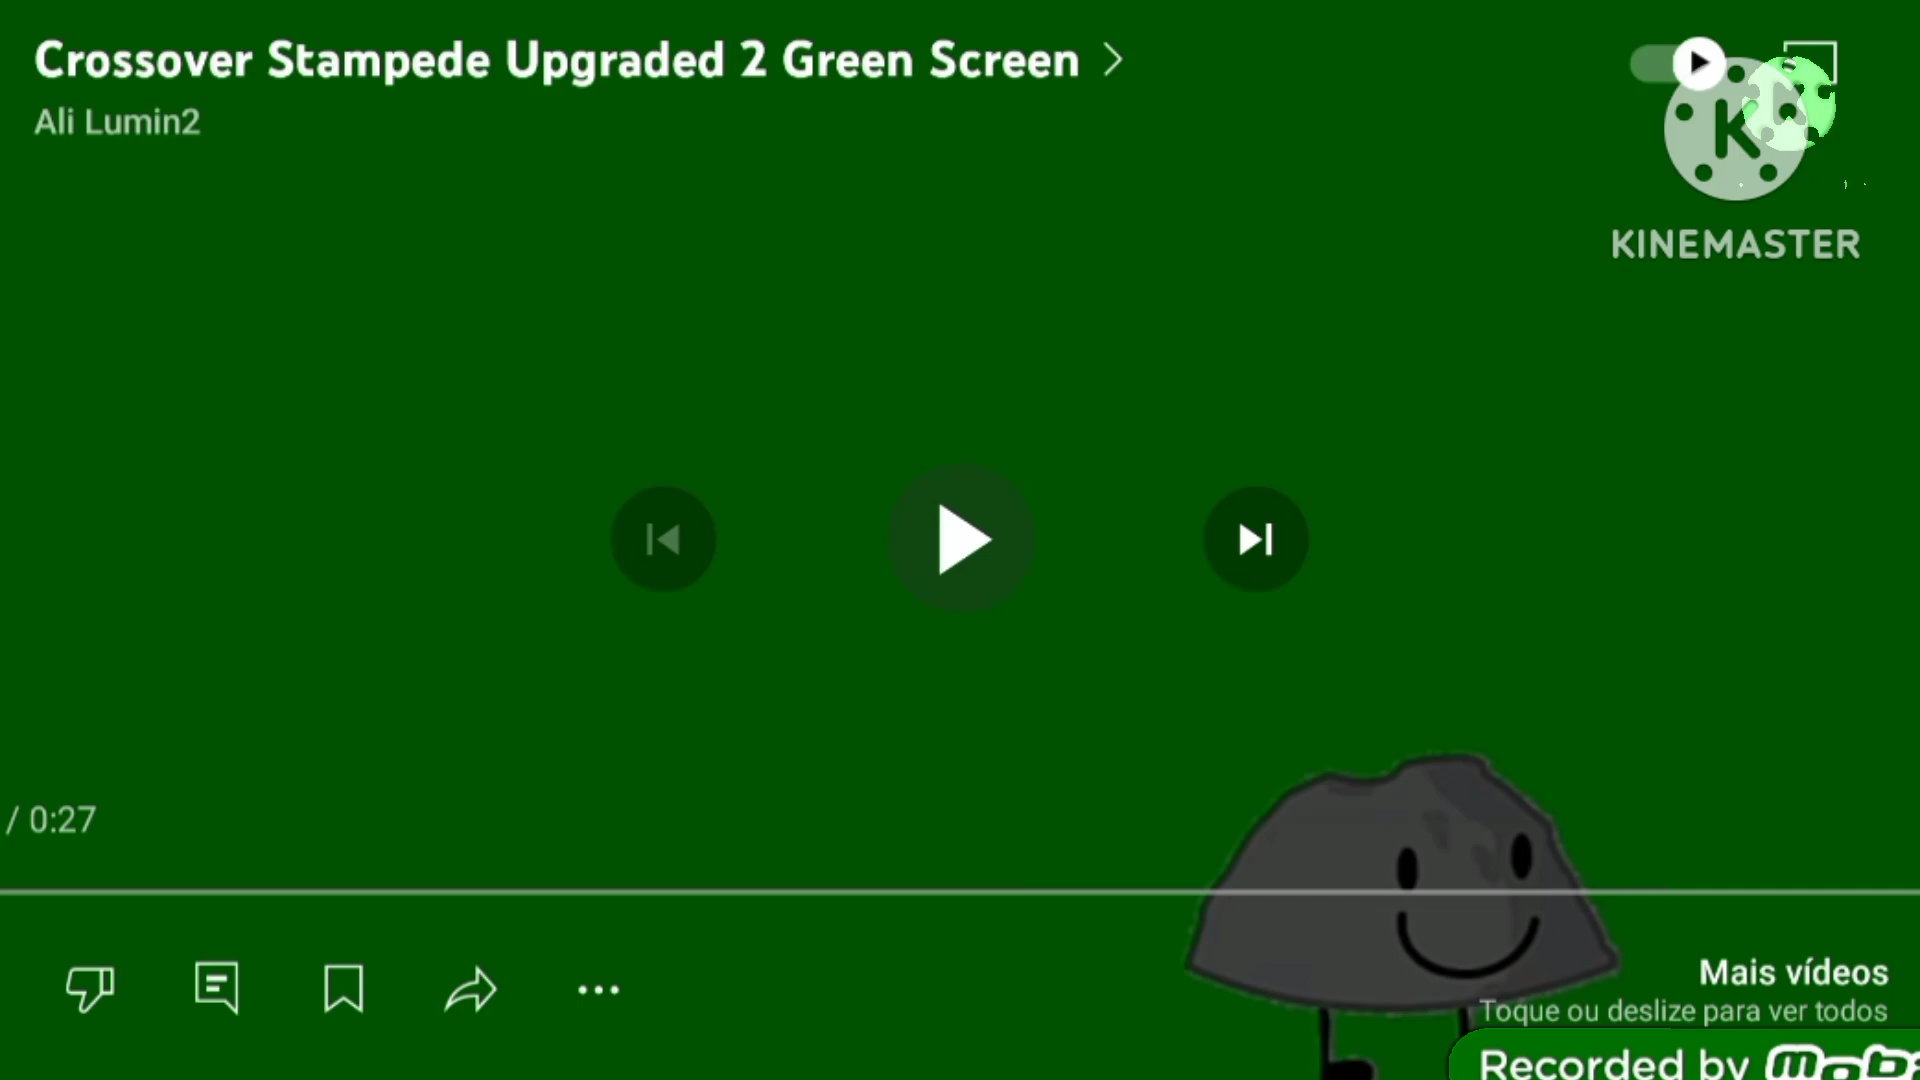 Crossover Stampede Upgraded 2 Green Screen
Ali Lumin2
K
KINEMASTER
/ 0:27
Mais vídeos
Toque ou deslize para ver todos
Recorded by